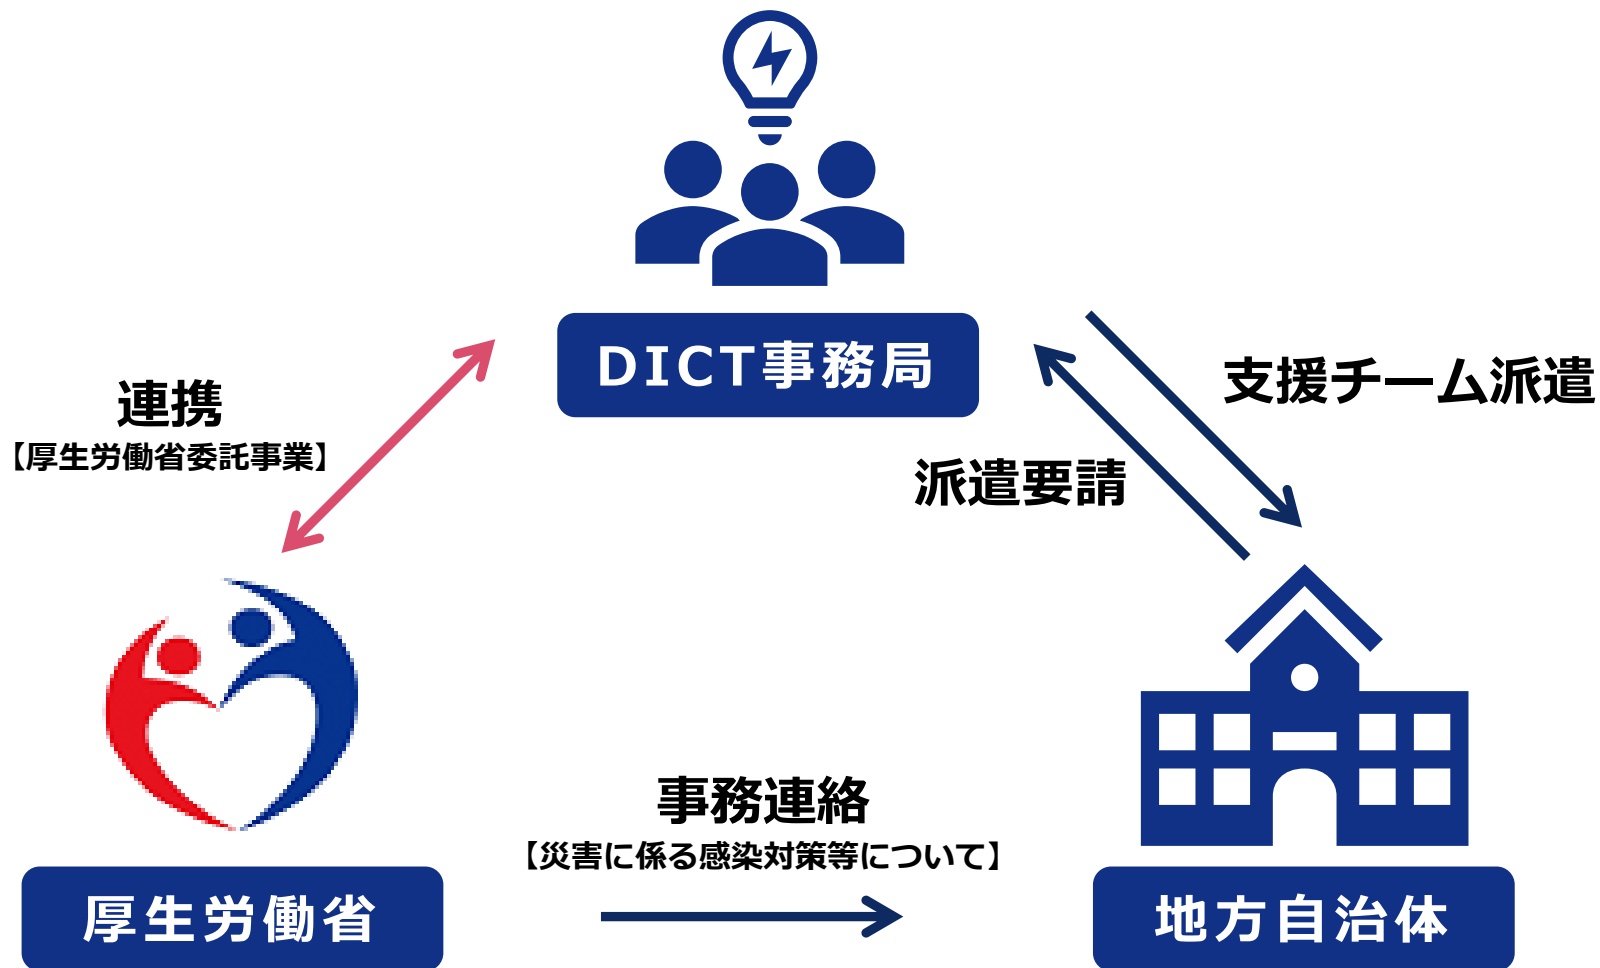 DICT事務局
連携
【厚生労働省委託事業】
支援チーム派遣
派遣要請
事務連絡
【災害に係る感染対策等について】
厚生労働省
地方自治体